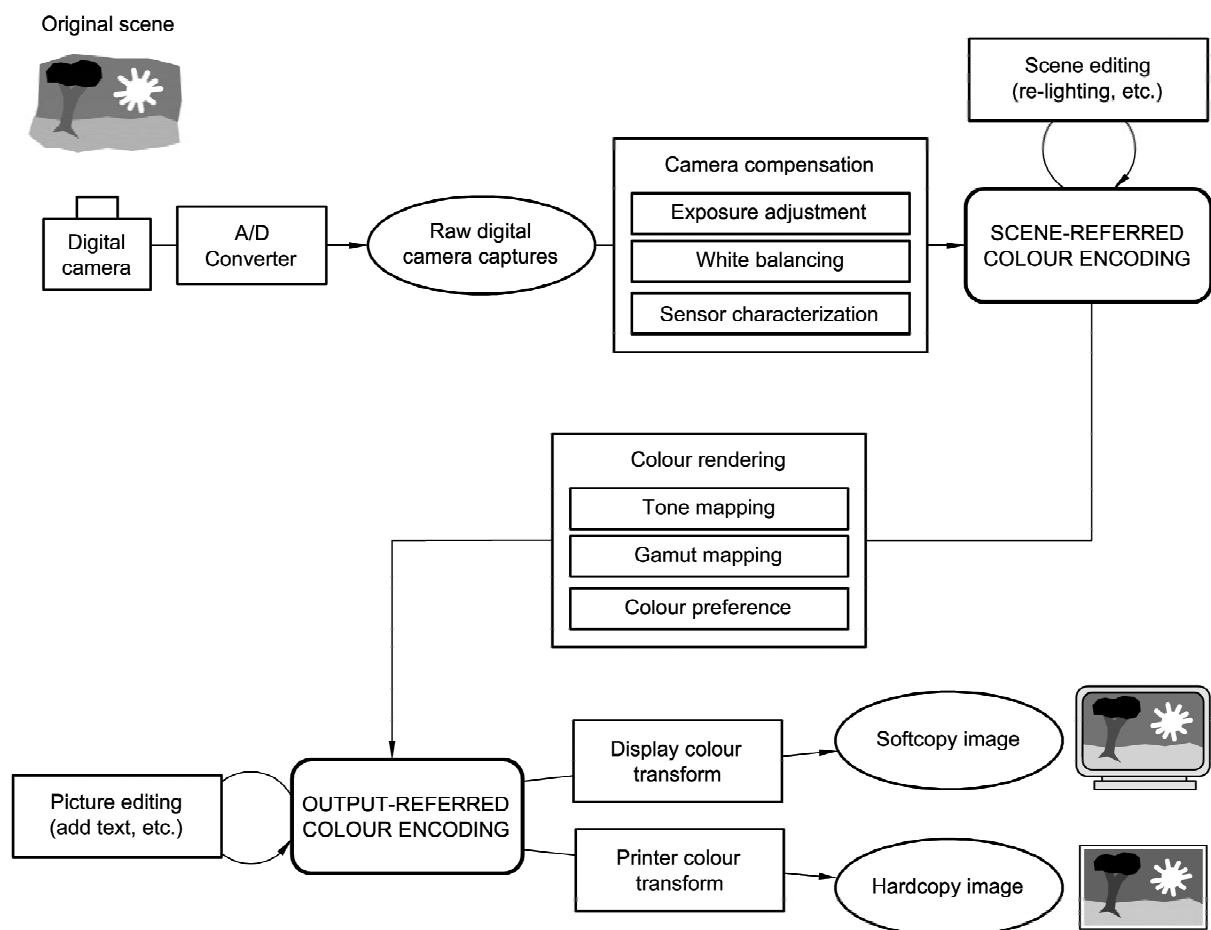 Original scene
Scene editing
(re-lighting, etc.)
Camera compensation
Exposure adjustment
White balancing
Sensor characterization
Digital
camera
A/D
Converter
Raw digital
camera captures
SCENE-REFERRED
COLOUR ENCODING
Colour rendering
Tone mapping
Gamut mapping
Colour preference
Picture editing
(add text, etc.)
OUTPUT-REFERRED
COLOUR ENCODING
Display colour
transform
Softcopy image
Printer colour
transform
Hardcopy image